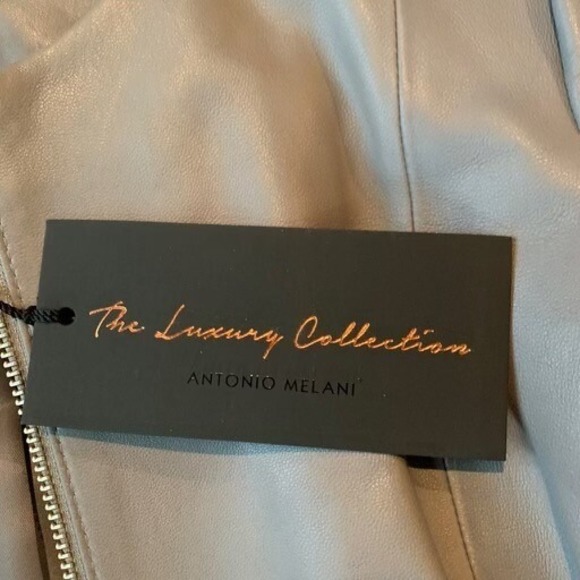 The Luxury Collection
ANTONIO MELANI